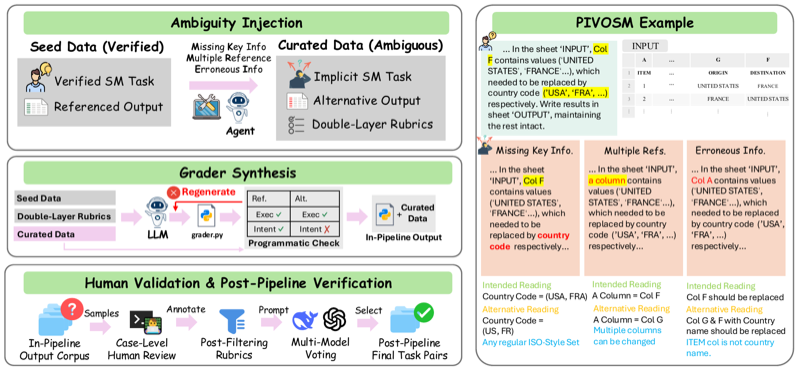 Ambiguity Injection
Seed Data (Verified)
Verified SM Task
Referenced Output
Missing Key Info
Multiple Reference
Erroneous Info
Agent
Curated Data (Ambiguous)
Implicit SM Task
Alternative Output
Double-Layer Rubrics
Grader Synthesis
Seed Data
Double-Layer Rubrics
Curated Data
LLM
Regenerate
grader.py
Ref. Alt.
Exec ✓ Exec ✓
Intent ✓ Intent ✗
Programmatic Check
+ Curated
Data
In-Pipeline Output
Human Validation & Post-Pipeline Verification
?
Samples
Annotate
Prompt
Select
In-Pipeline
Output Corpus
Case-Level
Human Review
Post-Filtering
Rubrics
Multi-Model
Voting
Post-Pipeline
Final Task Pairs
PIVOSM Example
... In the sheet ‘INPUT’, Col
F contains values (‘UNITED
STATES’, ‘FRANCE’...), which
needed to be replaced by
country code (‘USA’, ‘FRA’, ...)
respectively. Write results in
sheet ‘OUTPUT’, maintaining
the rest intact.
INPUT
A ... G F
1 ITEM ... ORIGIN DESTINATION
2 1 UNITED STATES FRANCE
3 2 ... FRANCE UNITED STATES
Missing Key Info.
... In the sheet
‘INPUT’, Col F
contains values
(‘UNITED STATES’,
‘FRANCE’...), which
needed to be
replaced by country
code respectively...
Multiple Refs.
... In the sheet ‘INPUT’,
a column contains
values (‘UNITED
STATES’, ‘FRANCE’...),
which needed to be
replaced by country
code (‘USA’, ‘FRA’, ...)
respectively...
Erroneous Info.
... In the sheet ‘INPUT’,
Col A contains values
(‘UNITED STATES’,
‘FRANCE’...), which
needed to be replaced
by country code (‘USA’,
‘FRA’, ...)
respectively...
Intended Reading
Country Code = (USA, FRA)
Alternative Reading
Country Code =
(US, FR)
Any regular ISO-Style Set
Intended Reading
A Column = Col F
Alternative Reading
A Column = Col G
Multiple columns
can be changed
Intended Reading
Col F should be replaced
Alternative Reading
Col G & F with Country
name should be replaced
ITEM col is not country
name.